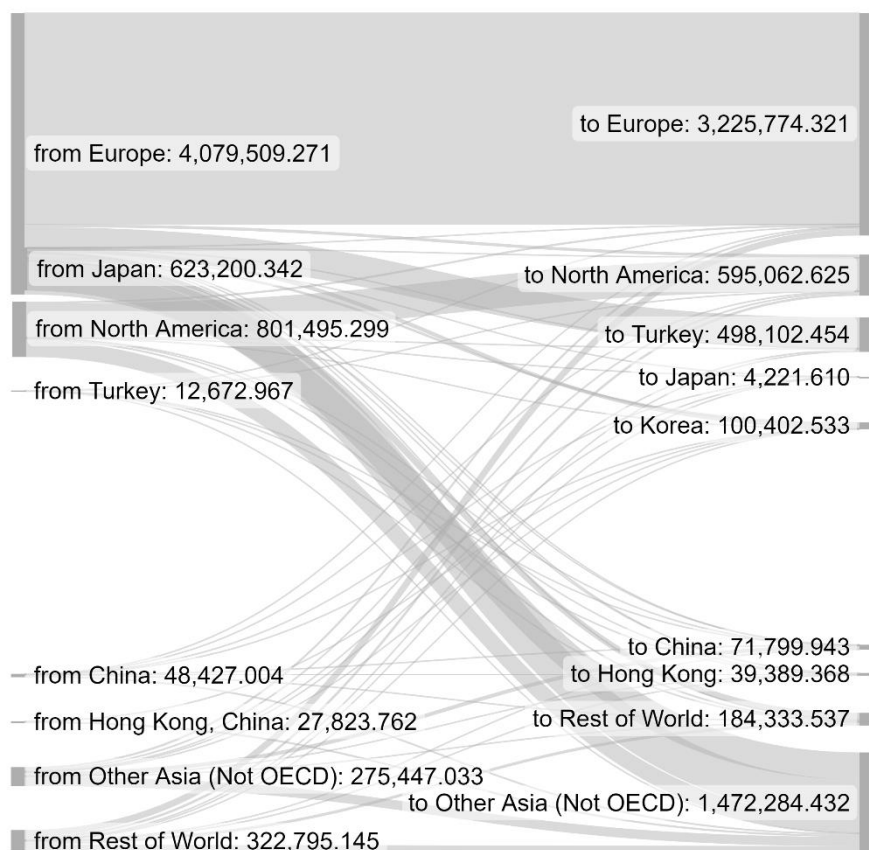 from Europe: 4,079,509.271
from Japan: 623,200.342
from North America: 801,495.299
from Turkey: 12,672.967
from China: 48,427.004
from Hong Kong, China: 27,823.762
from Other Asia (Not OECD): 275,447.033
from Rest of World: 322,795.145
to Europe: 3,225,774.321
to North America: 595,062.625
to Turkey: 498,102.454
to Japan: 4,221.610
to Korea: 100,402.533
to China: 71,799.943
to Hong Kong: 39,389.368
to Rest of World: 184,333.537
to Other Asia (Not OECD): 1,472,284.432